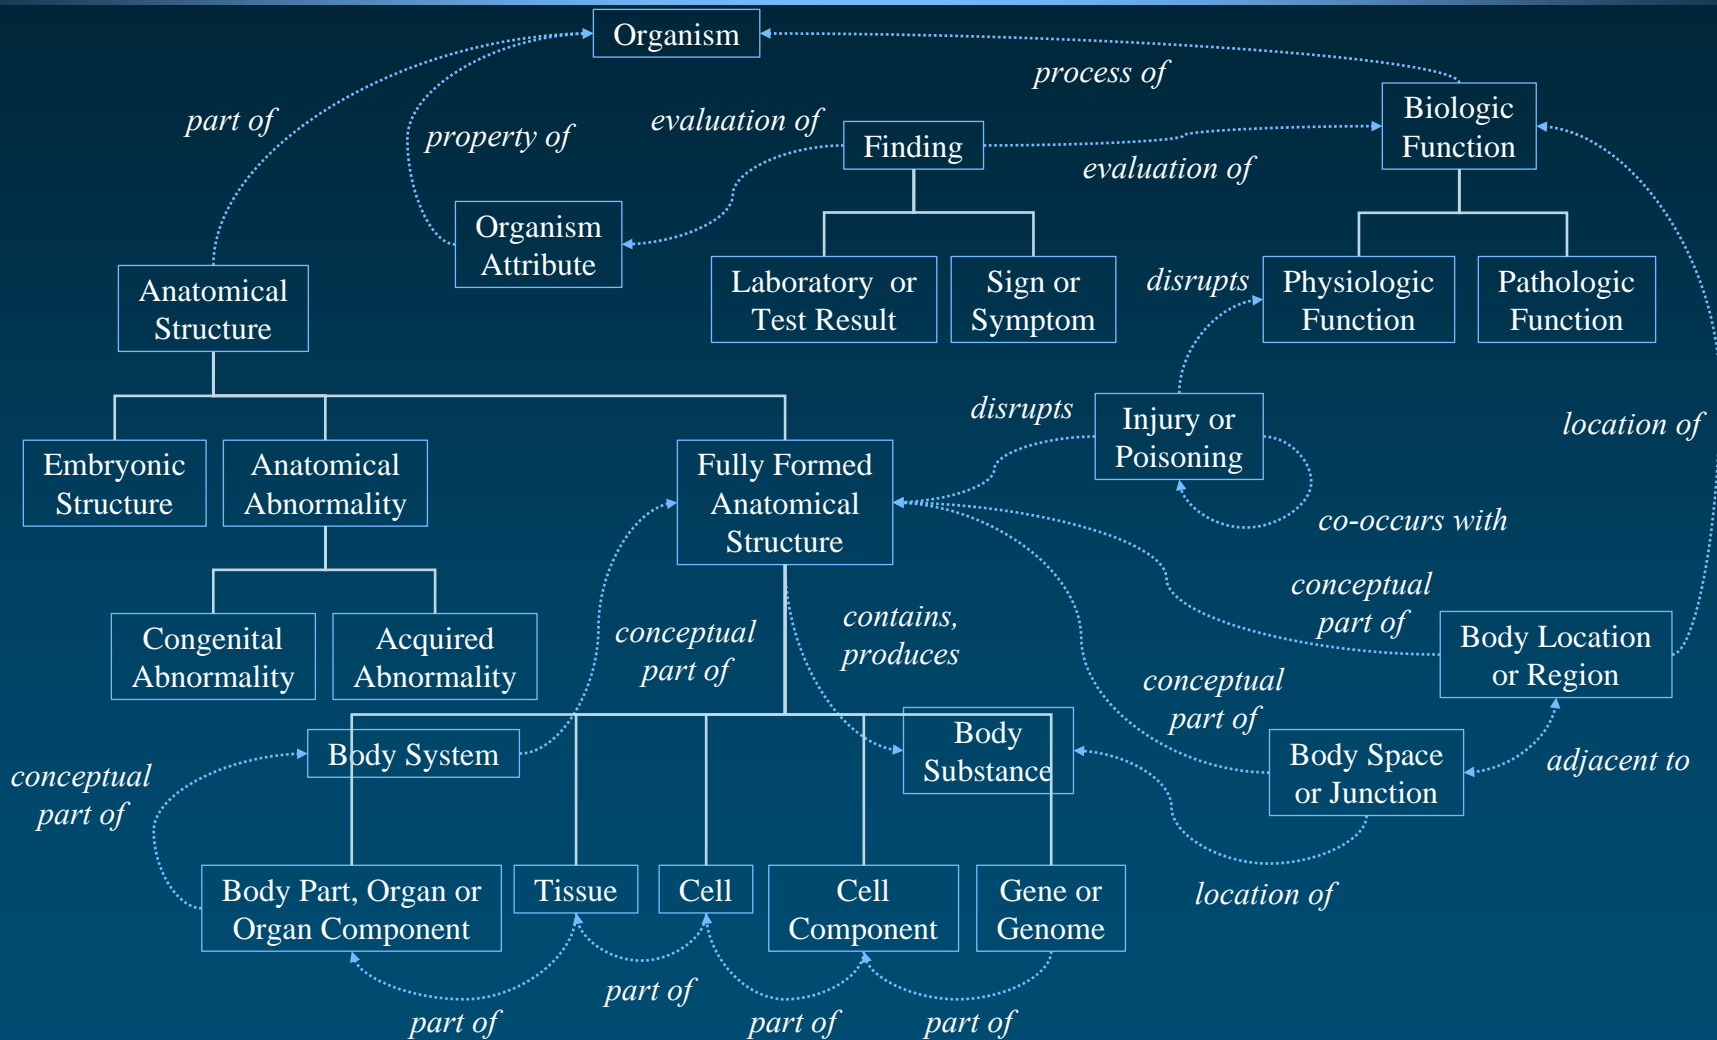 Organism
process of
Biologic
Function
part of
property of
evaluation of
Finding
evaluation of
Organism
Attribute
Anatomical
Structure
Laboratory or
Test Result
Sign or
Symptom
disrupts
Physiologic
Function
Pathologic
Function
disrupts
Injury or
Poisoning
location of
Embryonic
Structure
Anatomical
Abnormality
Fully Formed
Anatomical
Structure
co-occurs with
Congenital
Abnormality
Acquired
Abnormality
conceptual
part of
contains,
produces
conceptual
part of
Body Location
or Region
conceptual
part of
Body System
Body
Substance
Body Space
or Junction
adjacent to
conceptual
part of
Body Part, Organ or
Organ Component
Tissue
Cell
Cell
Component
Gene or
Genome
location of
part of
part of
part of
part of